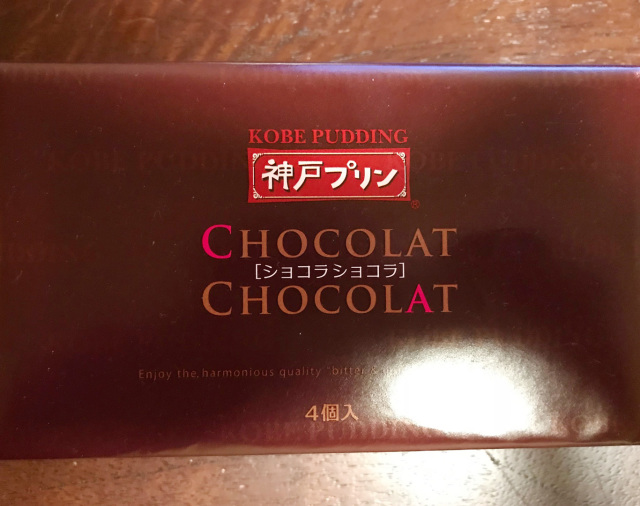 KOBE PUDDING
神戸プリン
®
CHOCOLAT
[ショコラショコラ]
CHOCOLAT
Enjoy the harmonious quality bitter
4個入